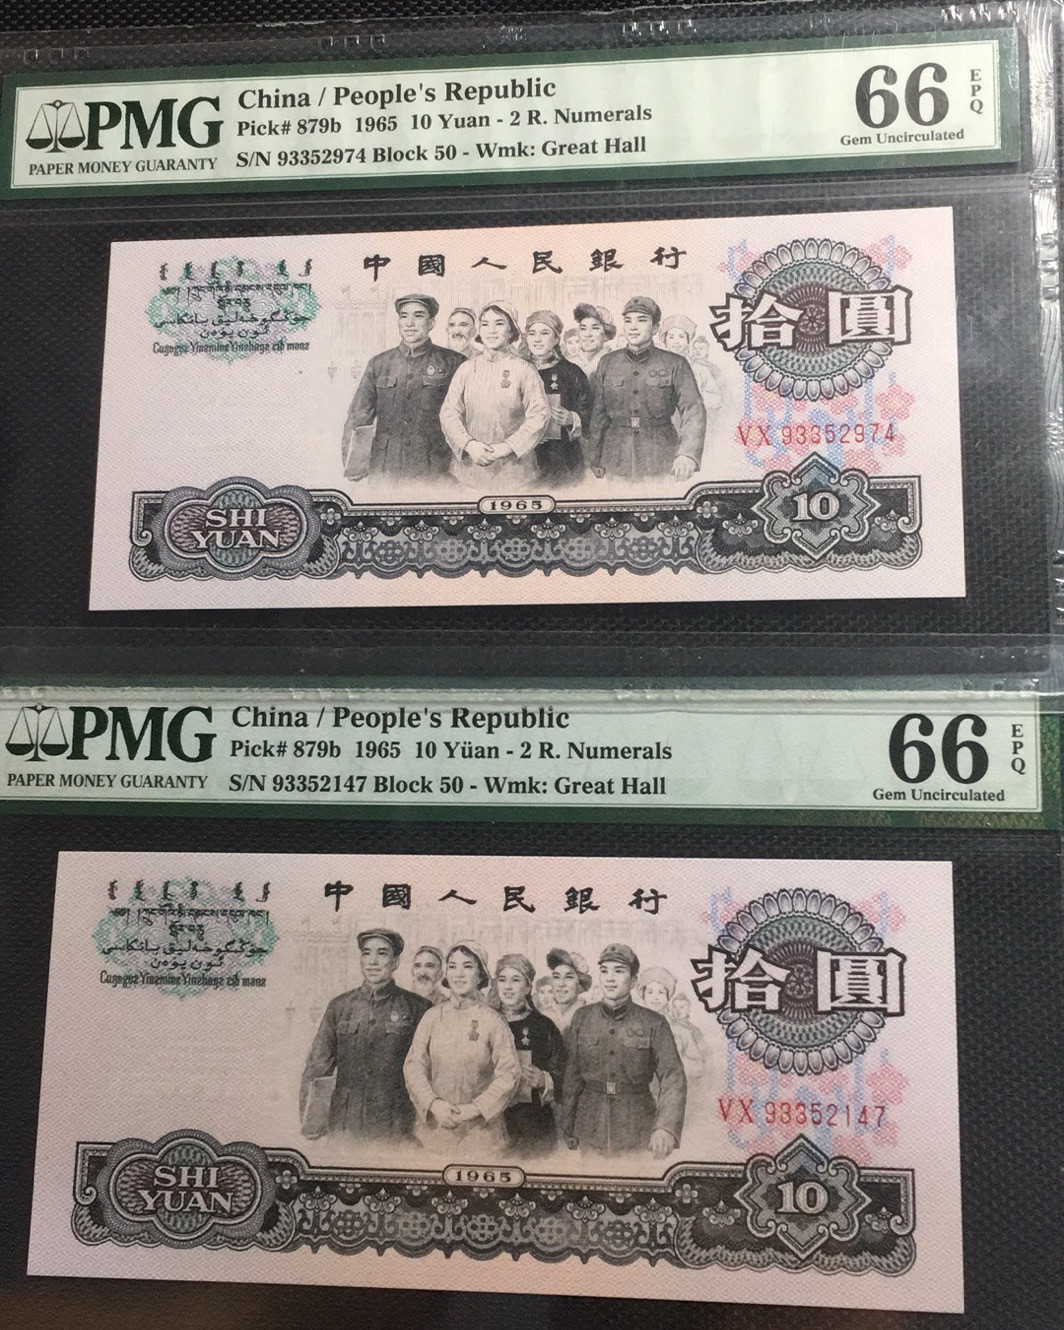 PMG
PAPER MONEY GUARANTY
China / People's Republic
Pick# 879b 1965 10 Yuan - 2 R. Numerals
S/N 93352974 Block 50 - Wmk: Great Hall
66
EPQ
Gem Uncirculated
中國人民銀行
拾圓
VX 93352974
1965
SHI
YUAN
10
PMG
PAPER MONEY GUARANTY
China / People's Republic
Pick# 879b 1965 10 Yüan - 2 R. Numerals
S/N 93352147 Block 50 - Wmk: Great Hall
66
EPQ
Gem Uncirculated
中國人民銀行
拾圓
VX 93352147
1965
SHI
YUAN
10